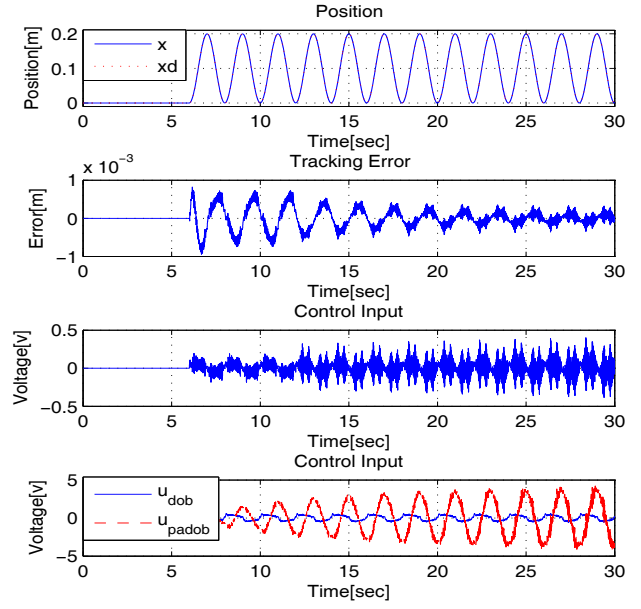 Position
Position[m]
0.2
0.1
0
x
xd
0 5 10 15 20 25 30
Time[sec]
x 10^-3
Tracking Error
Error[m]
1
0
−1
0 5 10 15 20 25 30
Time[sec]
Control Input
Voltage[v]
0.5
0
−0.5
0 5 10 15 20 25 30
Time[sec]
Control Input
Voltage[v]
5
0
−5
u_dob
u_padob
0 5 10 15 20 25 30
Time[sec]